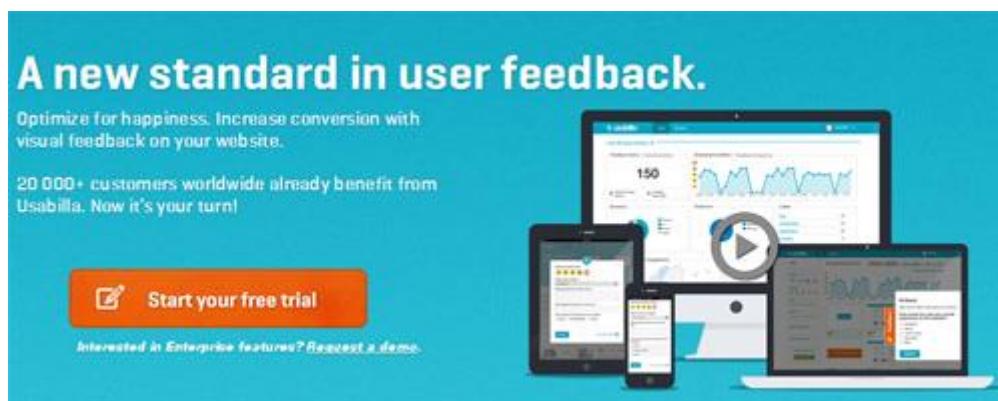 A new standard in user feedback.
Optimize for happiness. Increase conversion with
visual feedback on your website.
20 000+ customers worldwide already benefit from
Usabilla. Now it's your turn!
Start your free trial
Interested in Enterprise features? Request a demo.
150